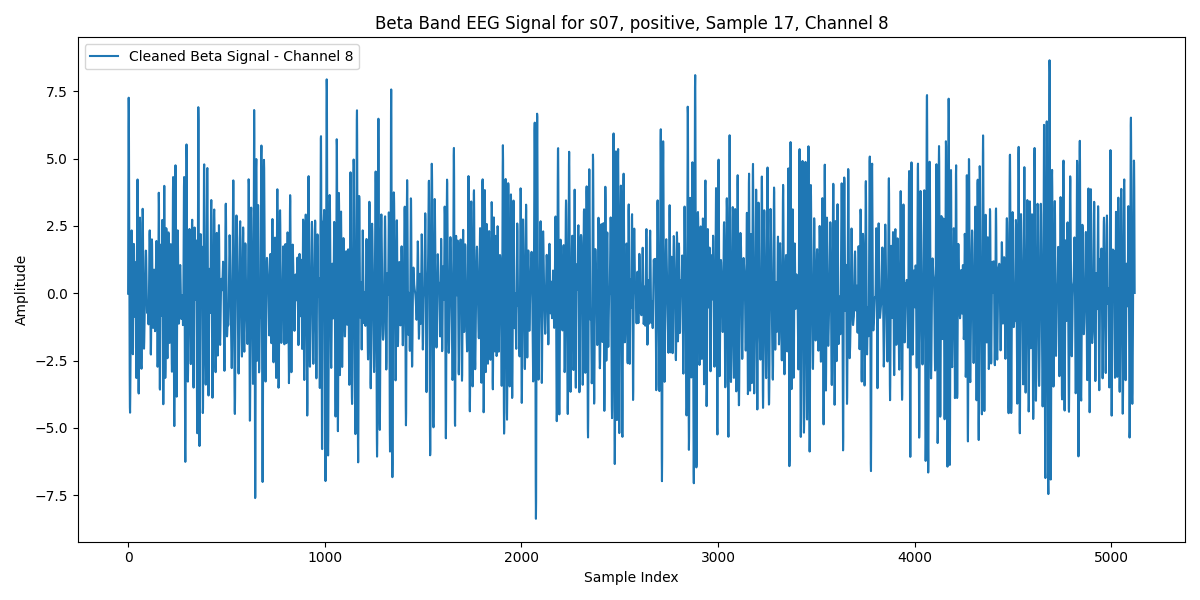 Beta Band EEG Signal for s07, positive, Sample 17, Channel 8
Cleaned Beta Signal - Channel 8
7.5
5.0
2.5
0.0
−2.5
−5.0
−7.5
Amplitude
0 1000 2000 3000 4000 5000
Sample Index